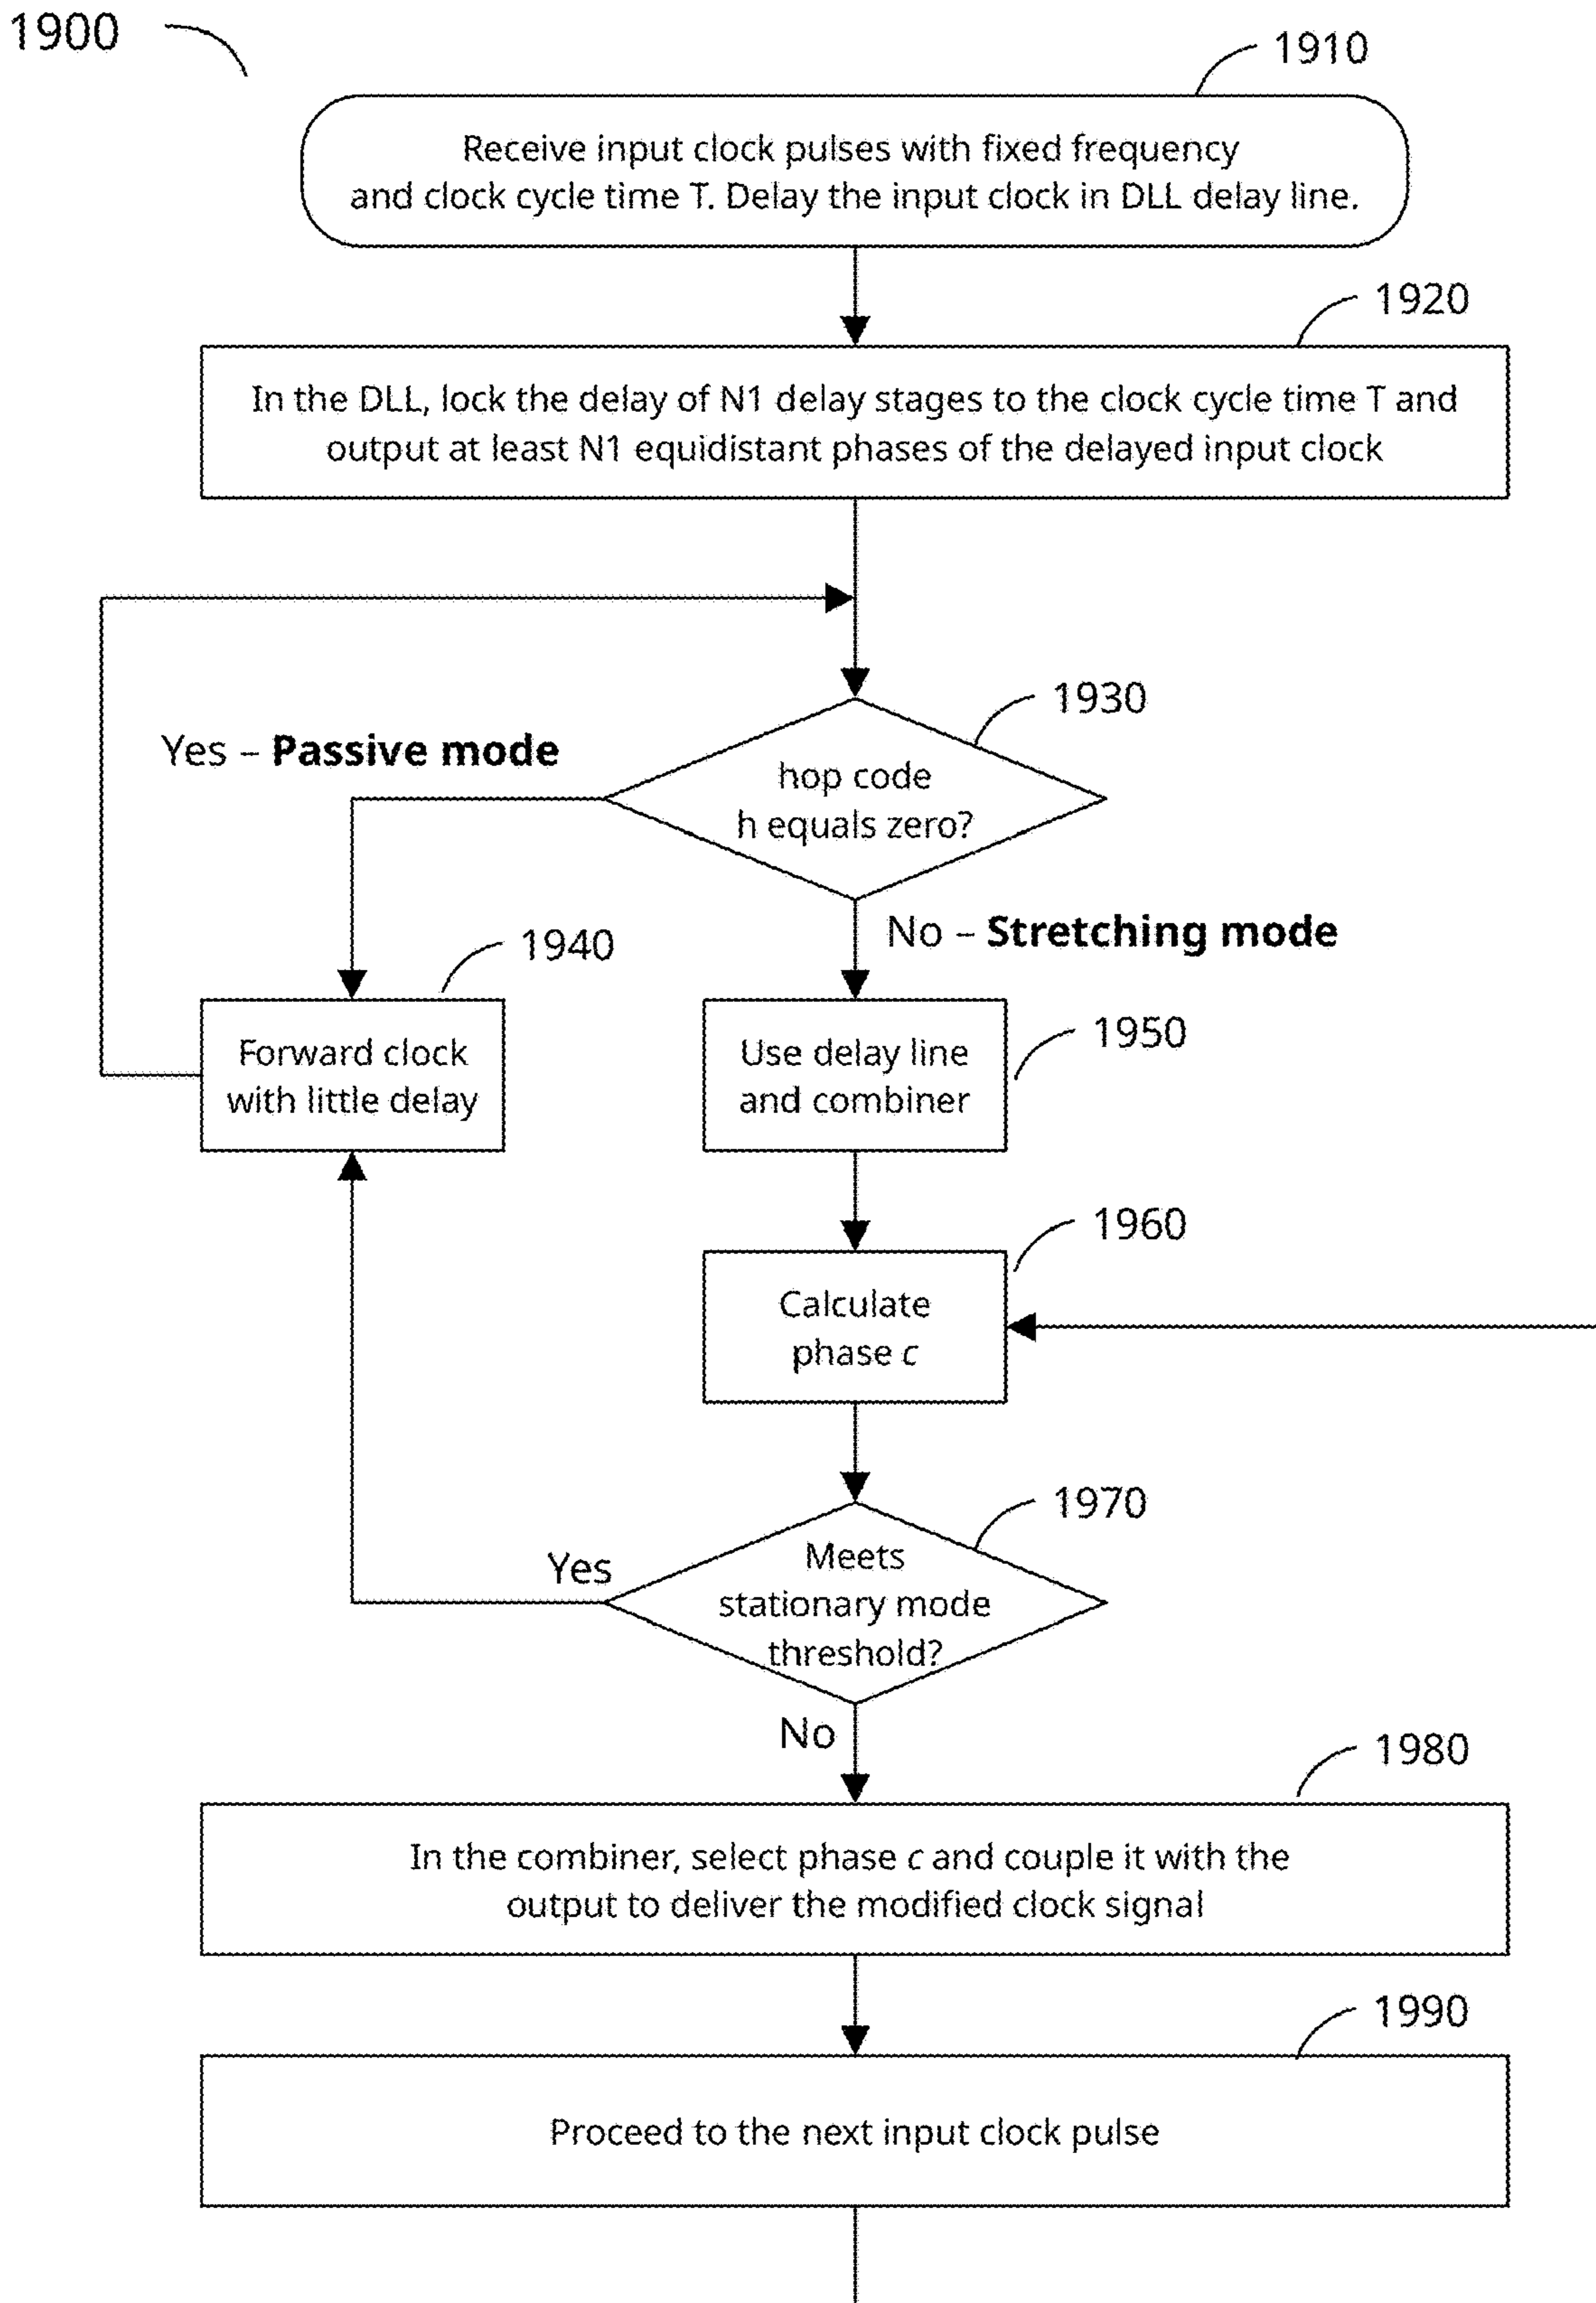 1900
1910
Receive input clock pulses with fixed frequency
and clock cycle time T. Delay the input clock in DLL delay line.
1920
In the DLL, lock the delay of N1 delay stages to the clock cycle time T and
output at least N1 equidistant phases of the delayed input clock
1930
Yes – Passive mode
hop code
h equals zero?
No – Stretching mode
1940
Forward clock
with little delay
1950
Use delay line
and combiner
1960
Calculate
phase c
1970
Yes
Meets
stationary mode
threshold?
No
1980
In the combiner, select phase c and couple it with the
output to deliver the modified clock signal
1990
Proceed to the next input clock pulse